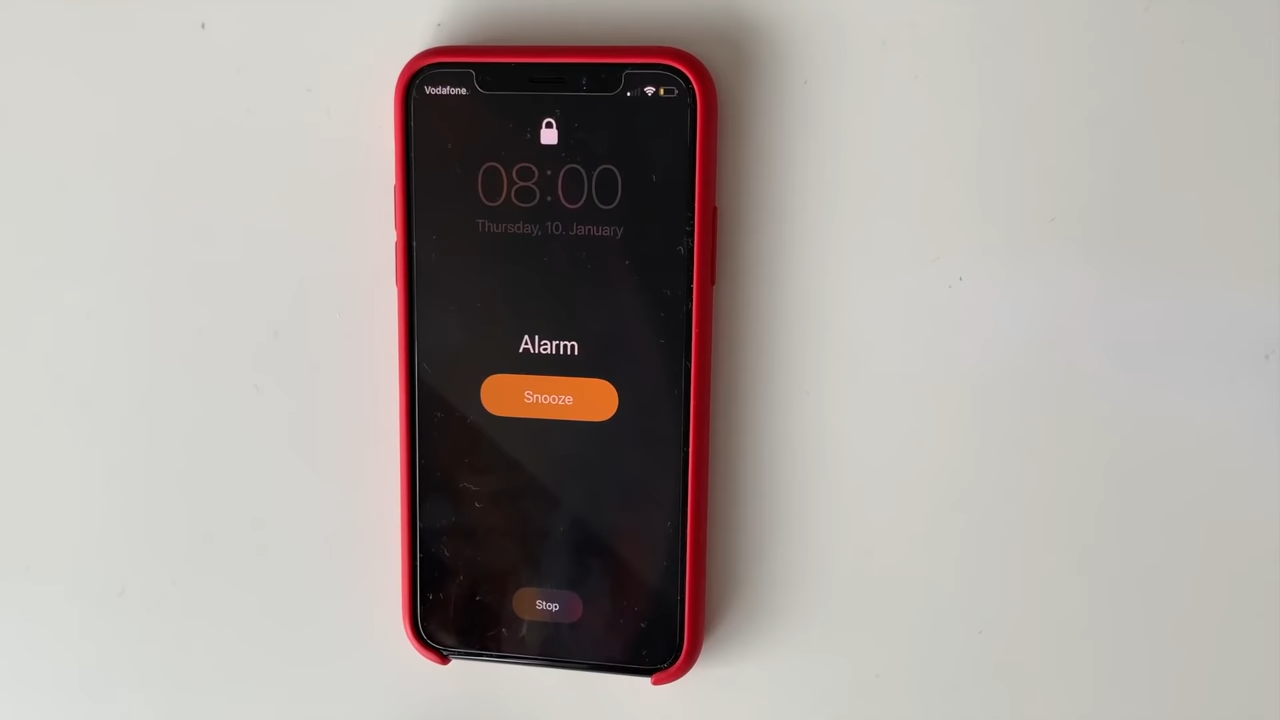 Vodafone.
08:00
Thursday, 10. January
Alarm
Snooze
Stop